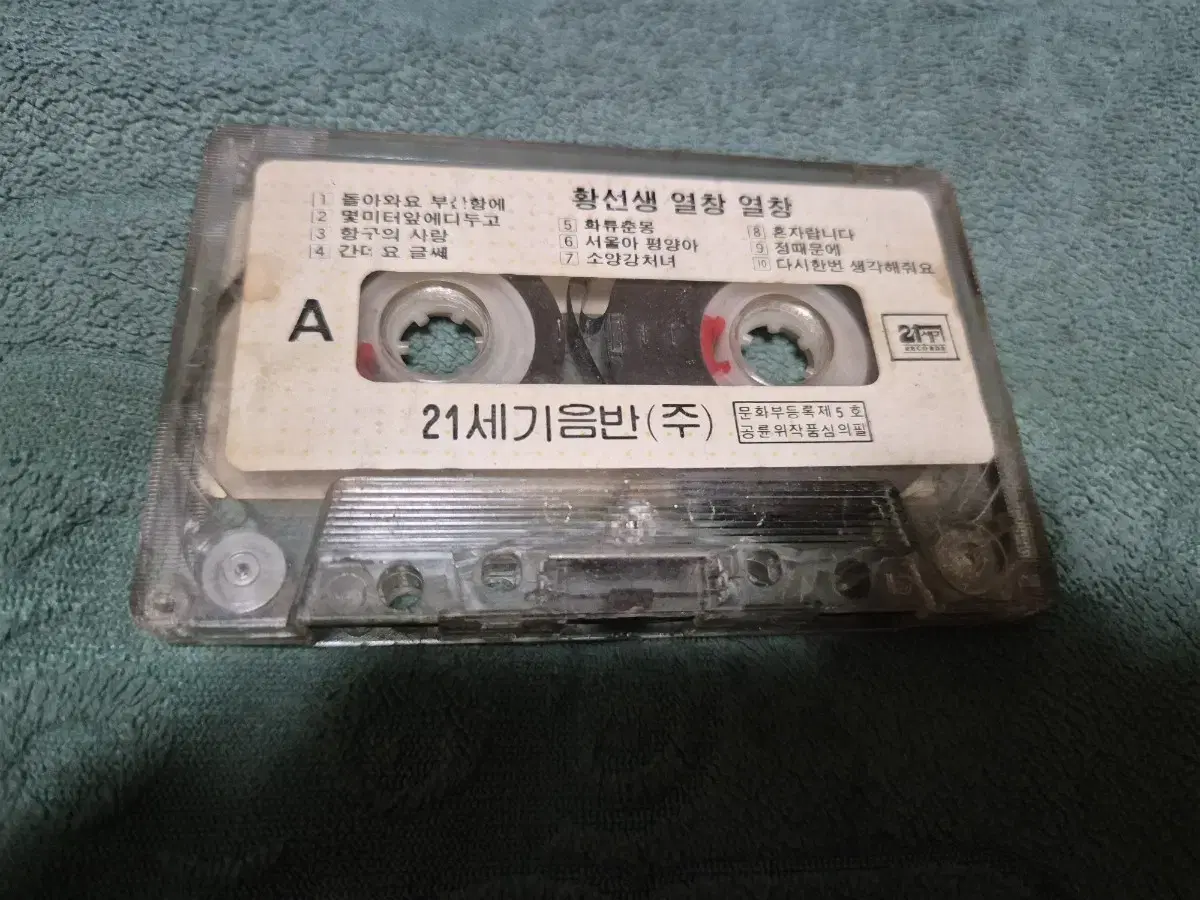 황선생 열창 열창
1 돌아와요 부산항에
2 몇미터앞에다두고
3 항구의 사랑
4 요 글쎄
5 화류춘몽
6 서울아 평양아
7 소양강처녀
8 혼자랍니다
9 정때문에
10 다시한번 생각해줘요
A
21세기
RECORDS
21세기음반(주)
문화부등록제5호
공륜위작품심의필